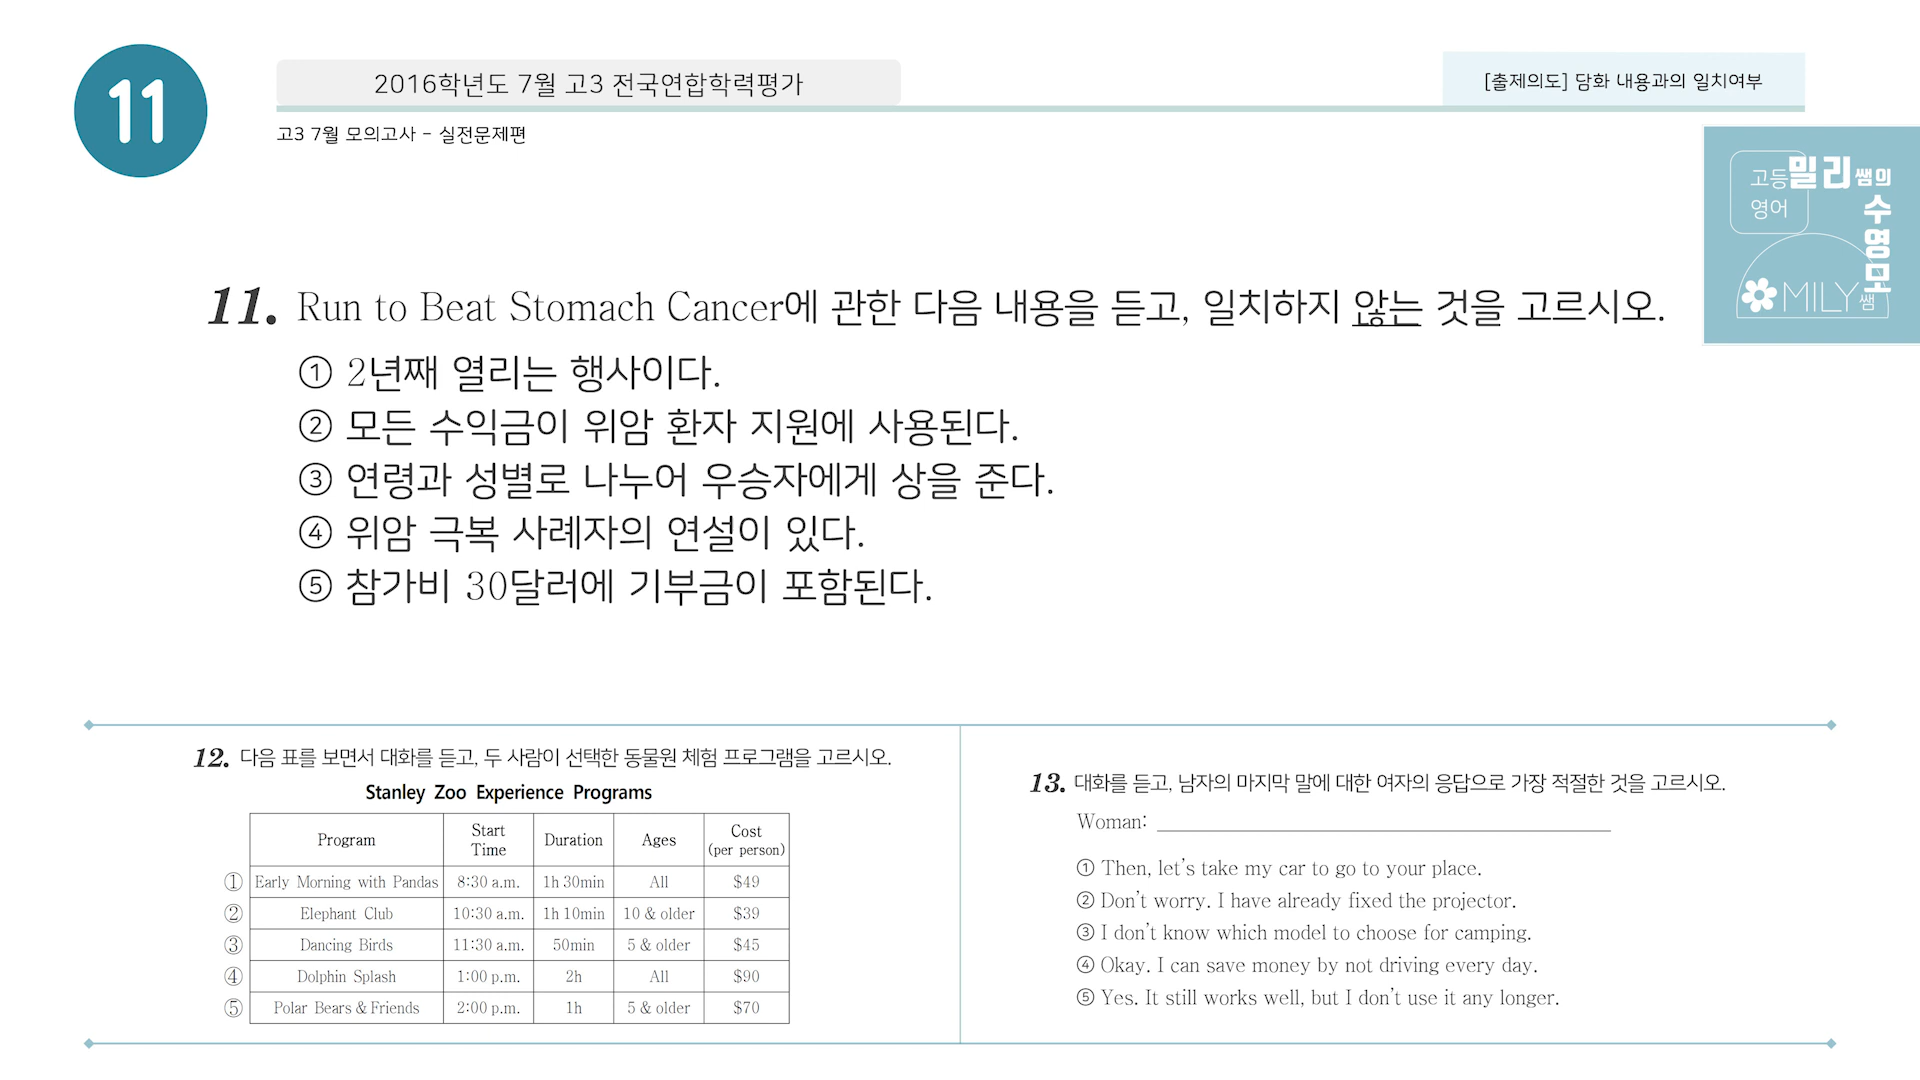 11
2016학년도 7월 고3 전국연합학력평가
[출제의도] 담화 내용과의 일치여부
고3 7월 모의고사 - 실전문제편
고등 밀리쌤의
영어
수영모
MILY쌤
11. Run to Beat Stomach Cancer에 관한 다음 내용을 듣고, 일치하지 않는 것을 고르시오.
① 2년째 열리는 행사이다.
② 모든 수익금이 위암 환자 지원에 사용된다.
③ 연령과 성별로 나누어 우승자에게 상을 준다.
④ 위암 극복 사례자의 연설이 있다.
⑤ 참가비 30달러에 기부금이 포함된다.
12. 다음 표를 보면서 대화를 듣고, 두 사람이 선택한 동물원 체험 프로그램을 고르시오.
Stanley Zoo Experience Programs
Program Start Time Duration Ages Cost (per person)
① Early Morning with Pandas 8:30 a.m. 1h 30min All $49
② Elephant Club 10:30 a.m. 1h 10min 10 & older $39
③ Dancing Birds 11:30 a.m. 50min 5 & older $45
④ Dolphin Splash 1:00 p.m. 2h All $90
⑤ Polar Bears & Friends 2:00 p.m. 1h 5 & older $70
13. 대화를 듣고, 남자의 마지막 말에 대한 여자의 응답으로 가장 적절한 것을 고르시오.
Woman:
① Then, let's take my car to go to your place.
② Don't worry. I have already fixed the projector.
③ I don't know which model to choose for camping.
④ Okay. I can save money by not driving every day.
⑤ Yes. It still works well, but I don't use it any longer.